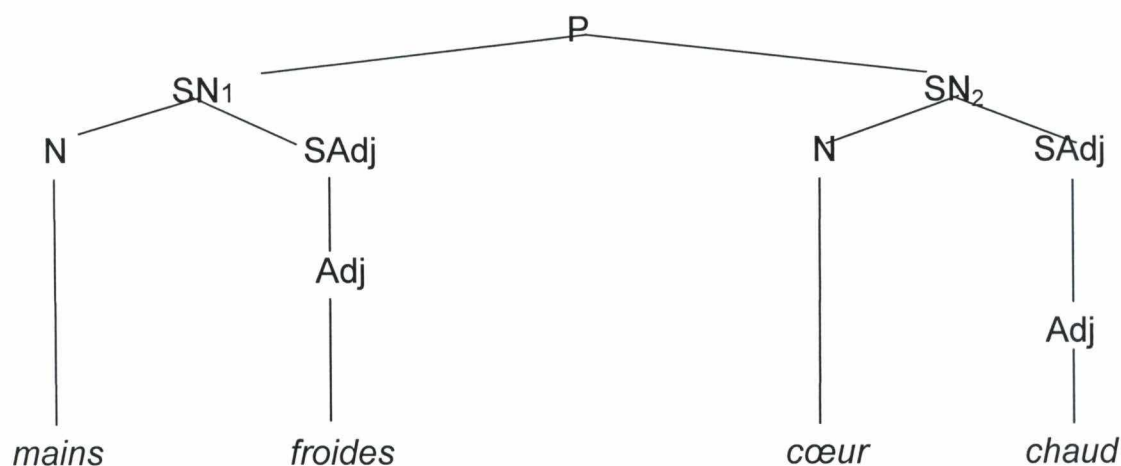 P
SN₁ SN₂
N SAdj N SAdj
Adj
Adj
mains froides cœur chaud